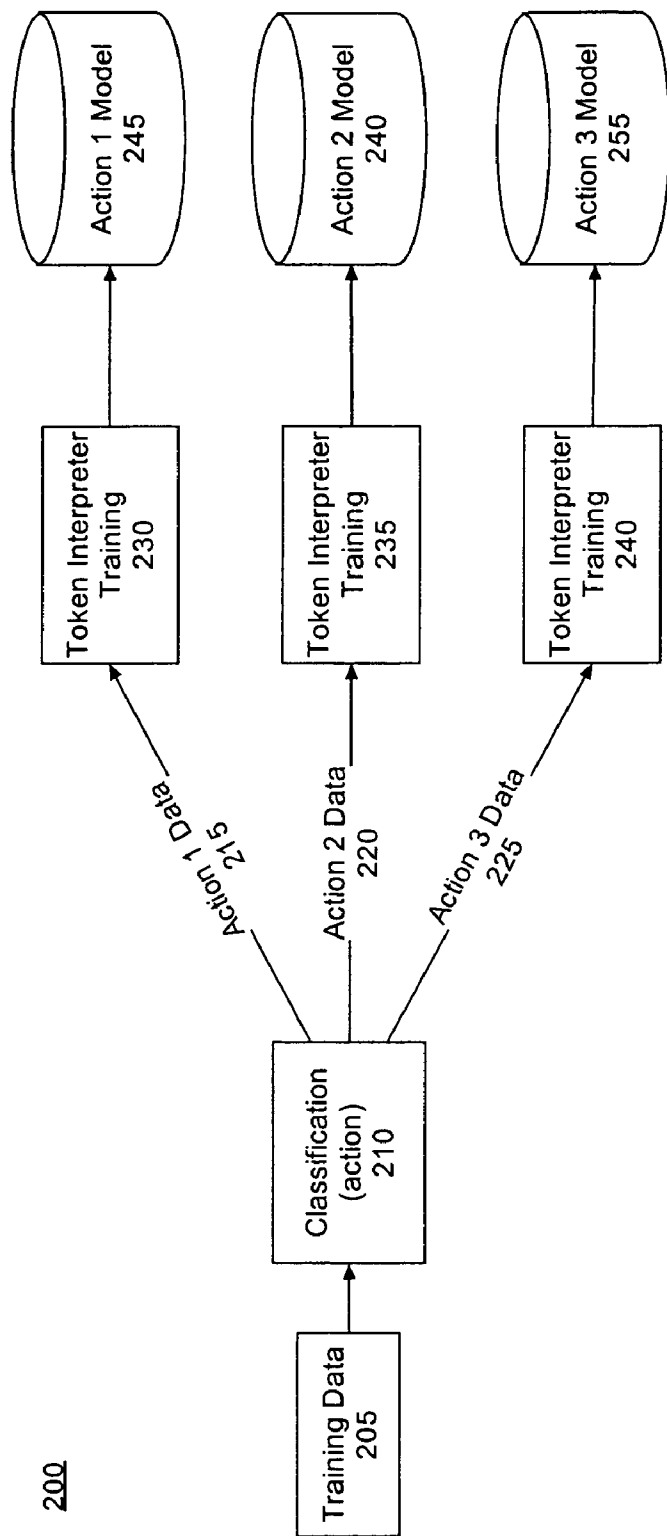 200
Training Data
205
Classification
(action)
210
Action 1 Data
215
Action 2 Data
220
Action 3 Data
225
Token Interpreter
Training
230
Token Interpreter
Training
235
Token Interpreter
Training
240
Action 1 Model
245
Action 2 Model
240
Action 3 Model
255